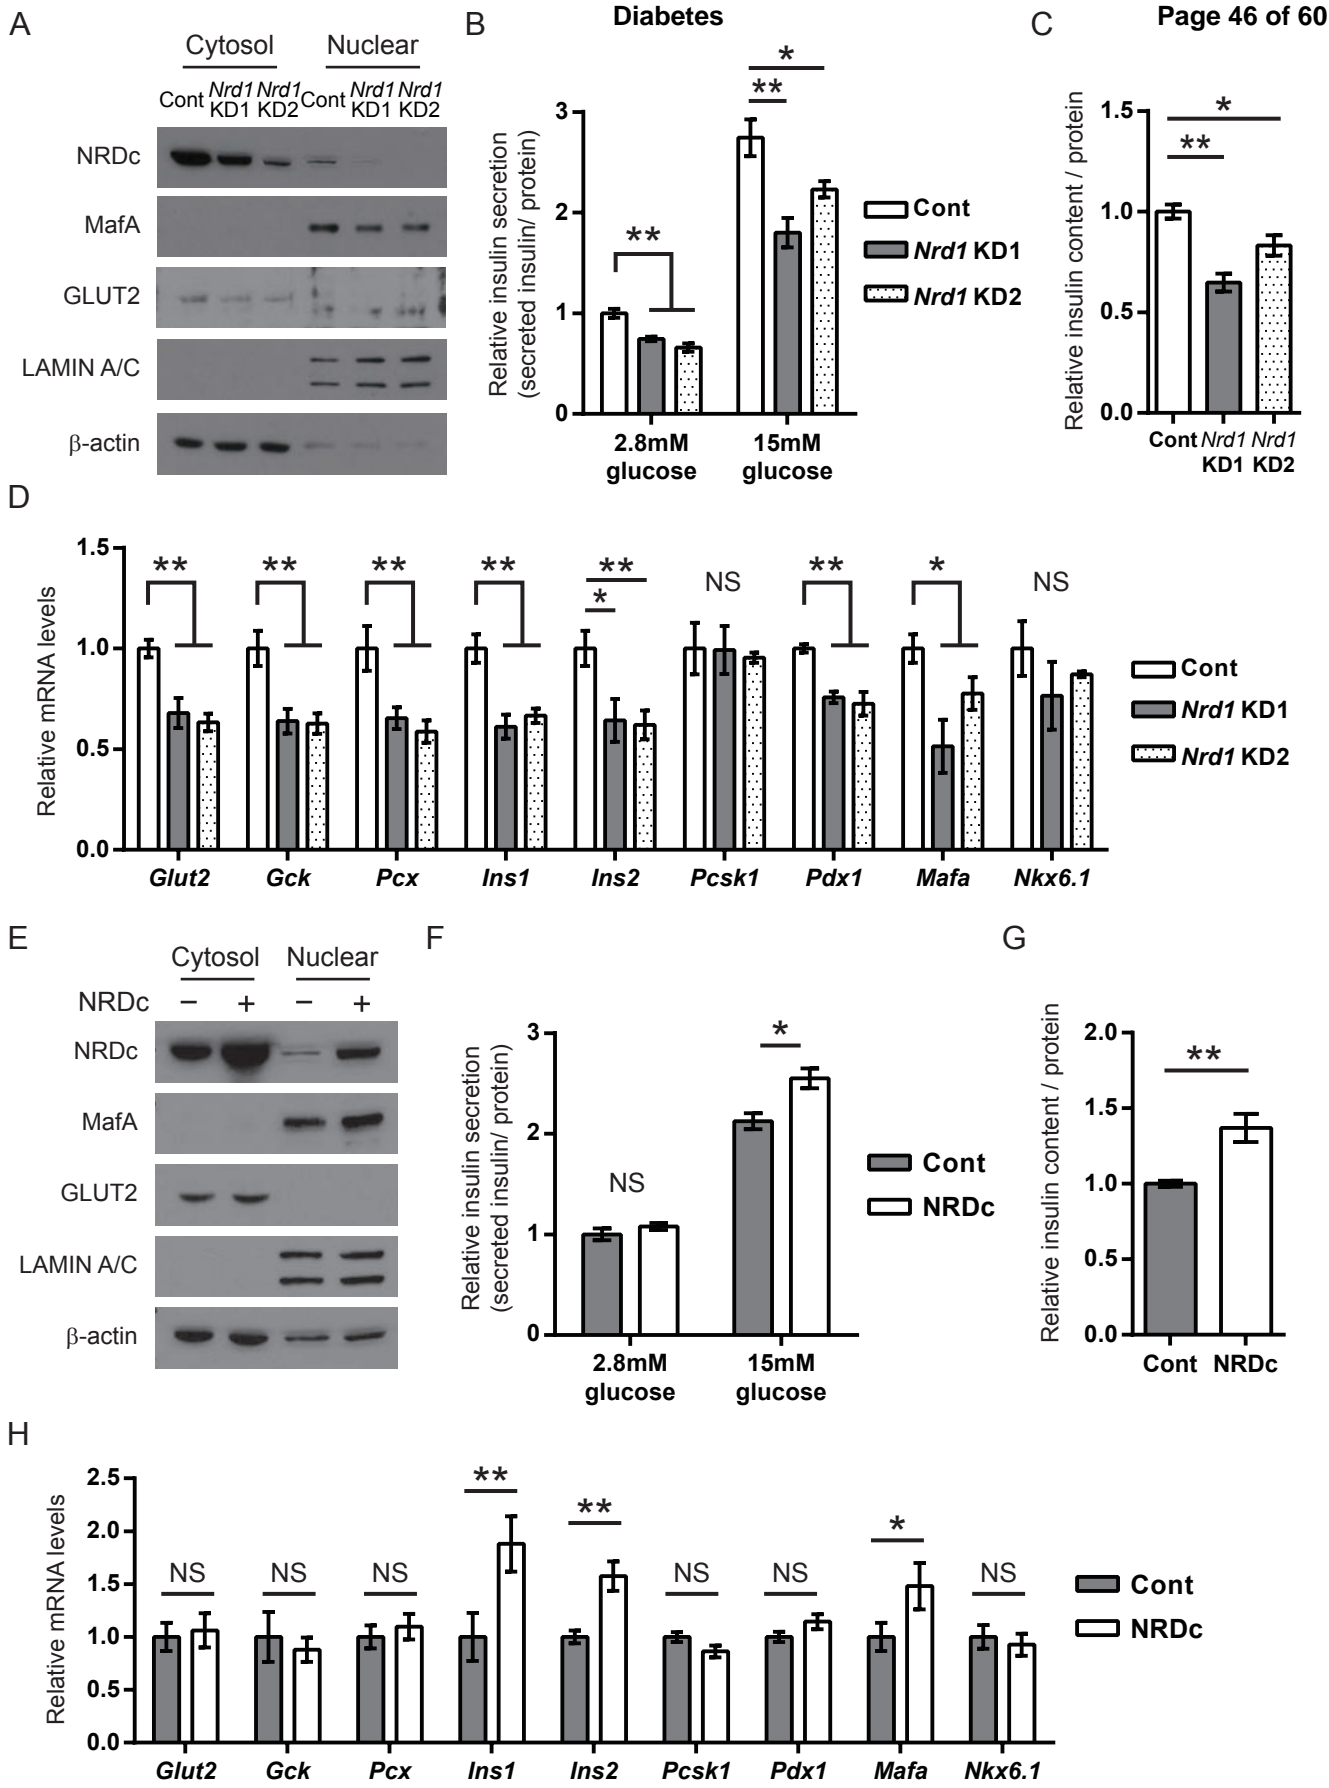 Diabetes
Page 46 of 60
A
Cytosol Nuclear
Cont Nrd1 KD1 Nrd1 KD2 Cont Nrd1 KD1 Nrd1 KD2
NRDc
MafA
GLUT2
LAMIN A/C
β-actin
B
Relative insulin secretion
(secreted insulin/ protein)
3
2
1
0
**
**
*
2.8mM
glucose
15mM
glucose
Cont
Nrd1 KD1
Nrd1 KD2
C
Relative insulin content / protein
1.5
1.0
0.5
0.0
*
**
Cont Nrd1 KD1 Nrd1 KD2
D
Relative mRNA levels
1.5
1.0
0.5
0.0
** ** ** ** ** * NS ** * NS
Glut2 Gck Pcx Ins1 Ins2 Pcsk1 Pdx1 Mafa Nkx6.1
Cont
Nrd1 KD1
Nrd1 KD2
E
Cytosol Nuclear
NRDc − + − +
NRDc
MafA
GLUT2
LAMIN A/C
β-actin
F
Relative insulin secretion
(secreted insulin/ protein)
3
2
1
0
NS
*
2.8mM
glucose
15mM
glucose
Cont
NRDc
G
Relative insulin content / protein
2.0
1.5
1.0
0.5
0.0
**
Cont NRDc
H
Relative mRNA levels
2.5
2.0
1.5
1.0
0.5
0.0
NS NS NS ** ** NS NS * NS
Glut2 Gck Pcx Ins1 Ins2 Pcsk1 Pdx1 Mafa Nkx6.1
Cont
NRDc